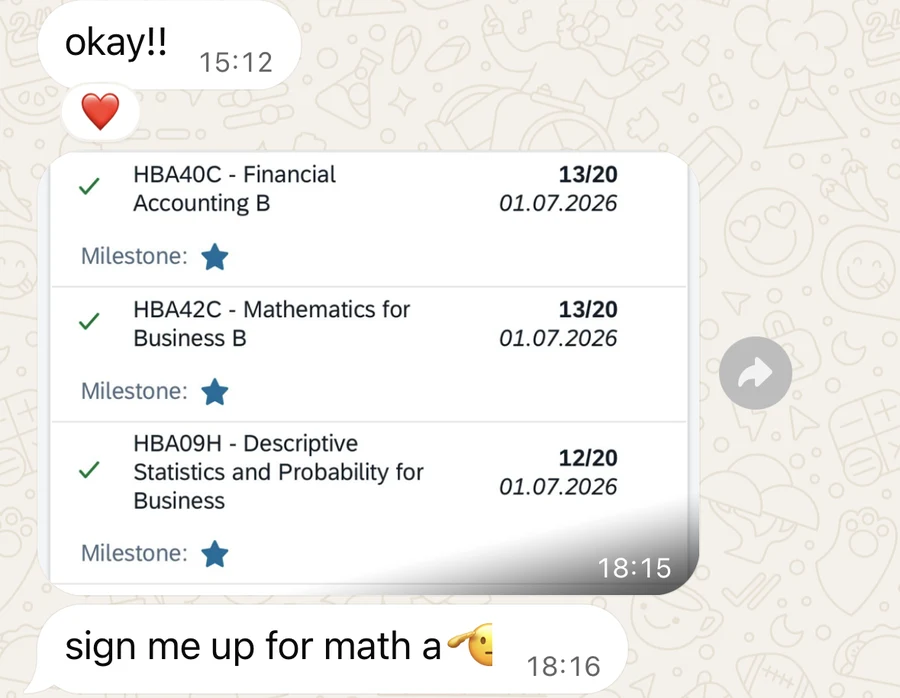 okay!!
15:12
❤️
HBA40C - Financial
Accounting B
13/20
01.07.2026
Milestone:
HBA42C - Mathematics for
Business B
13/20
01.07.2026
Milestone:
HBA09H - Descriptive
Statistics and Probability for
Business
12/20
01.07.2026
Milestone:
18:15
sign me up for math a🫡
18:16